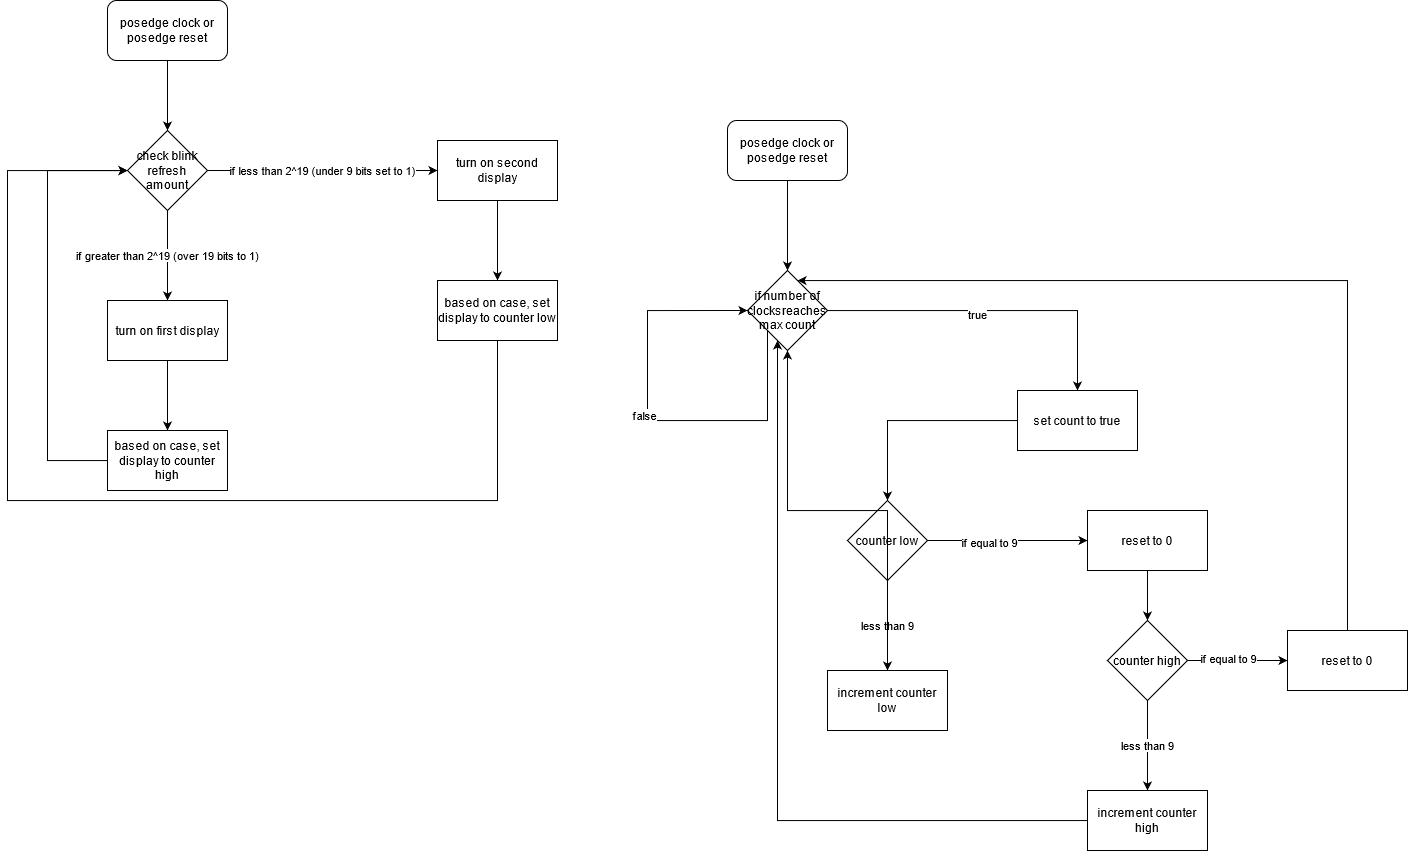 posedge clock or
posedge reset
check blink
refresh
amount
if less than 2^19 (under 9 bits set to 1)
turn on second
display
if greater than 2^19 (over 19 bits to 1)
turn on first display
based on case, set
display to counter low
based on case, set
display to counter
high
posedge clock or
posedge reset
if number of
clocks reaches
max count
true
false
set count to true
counter low
if equal to 9
reset to 0
less than 9
increment counter
low
counter high
if equal to 9
reset to 0
less than 9
increment counter
high